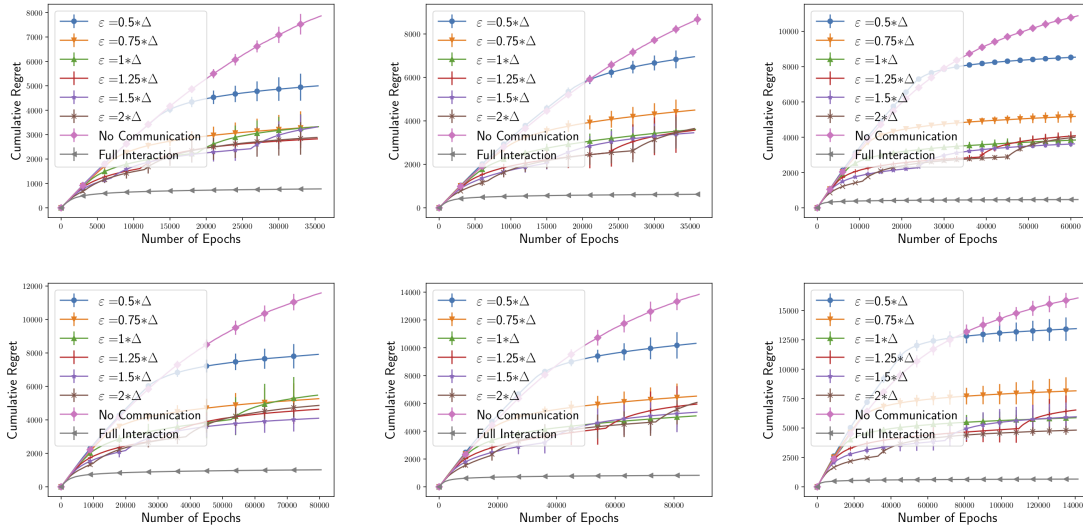 8000
7000
6000
5000
4000
3000
2000
1000
0
Cumulative Regret
ε =0.5*Δ
ε =0.75*Δ
ε =1*Δ
ε =1.25*Δ
ε =1.5*Δ
ε =2*Δ
No Communication
Full Interaction
0 5000 10000 15000 20000 25000 30000 35000
Number of Epochs
8000
6000
4000
2000
0
Cumulative Regret
ε =0.5*Δ
ε =0.75*Δ
ε =1*Δ
ε =1.25*Δ
ε =1.5*Δ
ε =2*Δ
No Communication
Full Interaction
0 5000 10000 15000 20000 25000 30000 35000
Number of Epochs
10000
8000
6000
4000
2000
0
Cumulative Regret
ε =0.5*Δ
ε =0.75*Δ
ε =1*Δ
ε =1.25*Δ
ε =1.5*Δ
ε =2*Δ
No Communication
Full Interaction
0 10000 20000 30000 40000 50000 60000
Number of Epochs
12000
10000
8000
6000
4000
2000
0
Cumulative Regret
ε =0.5*Δ
ε =0.75*Δ
ε =1*Δ
ε =1.25*Δ
ε =1.5*Δ
ε =2*Δ
No Communication
Full Interaction
0 10000 20000 30000 40000 50000 60000 70000 80000
Number of Epochs
14000
12000
10000
8000
6000
4000
2000
0
Cumulative Regret
ε =0.5*Δ
ε =0.75*Δ
ε =1*Δ
ε =1.25*Δ
ε =1.5*Δ
ε =2*Δ
No Communication
Full Interaction
0 20000 40000 60000 80000
Number of Epochs
15000
12500
10000
7500
5000
2500
0
Cumulative Regret
ε =0.5*Δ
ε =0.75*Δ
ε =1*Δ
ε =1.25*Δ
ε =1.5*Δ
ε =2*Δ
No Communication
Full Interaction
0 20000 40000 60000 80000 100000 120000 14000
Number of Epochs